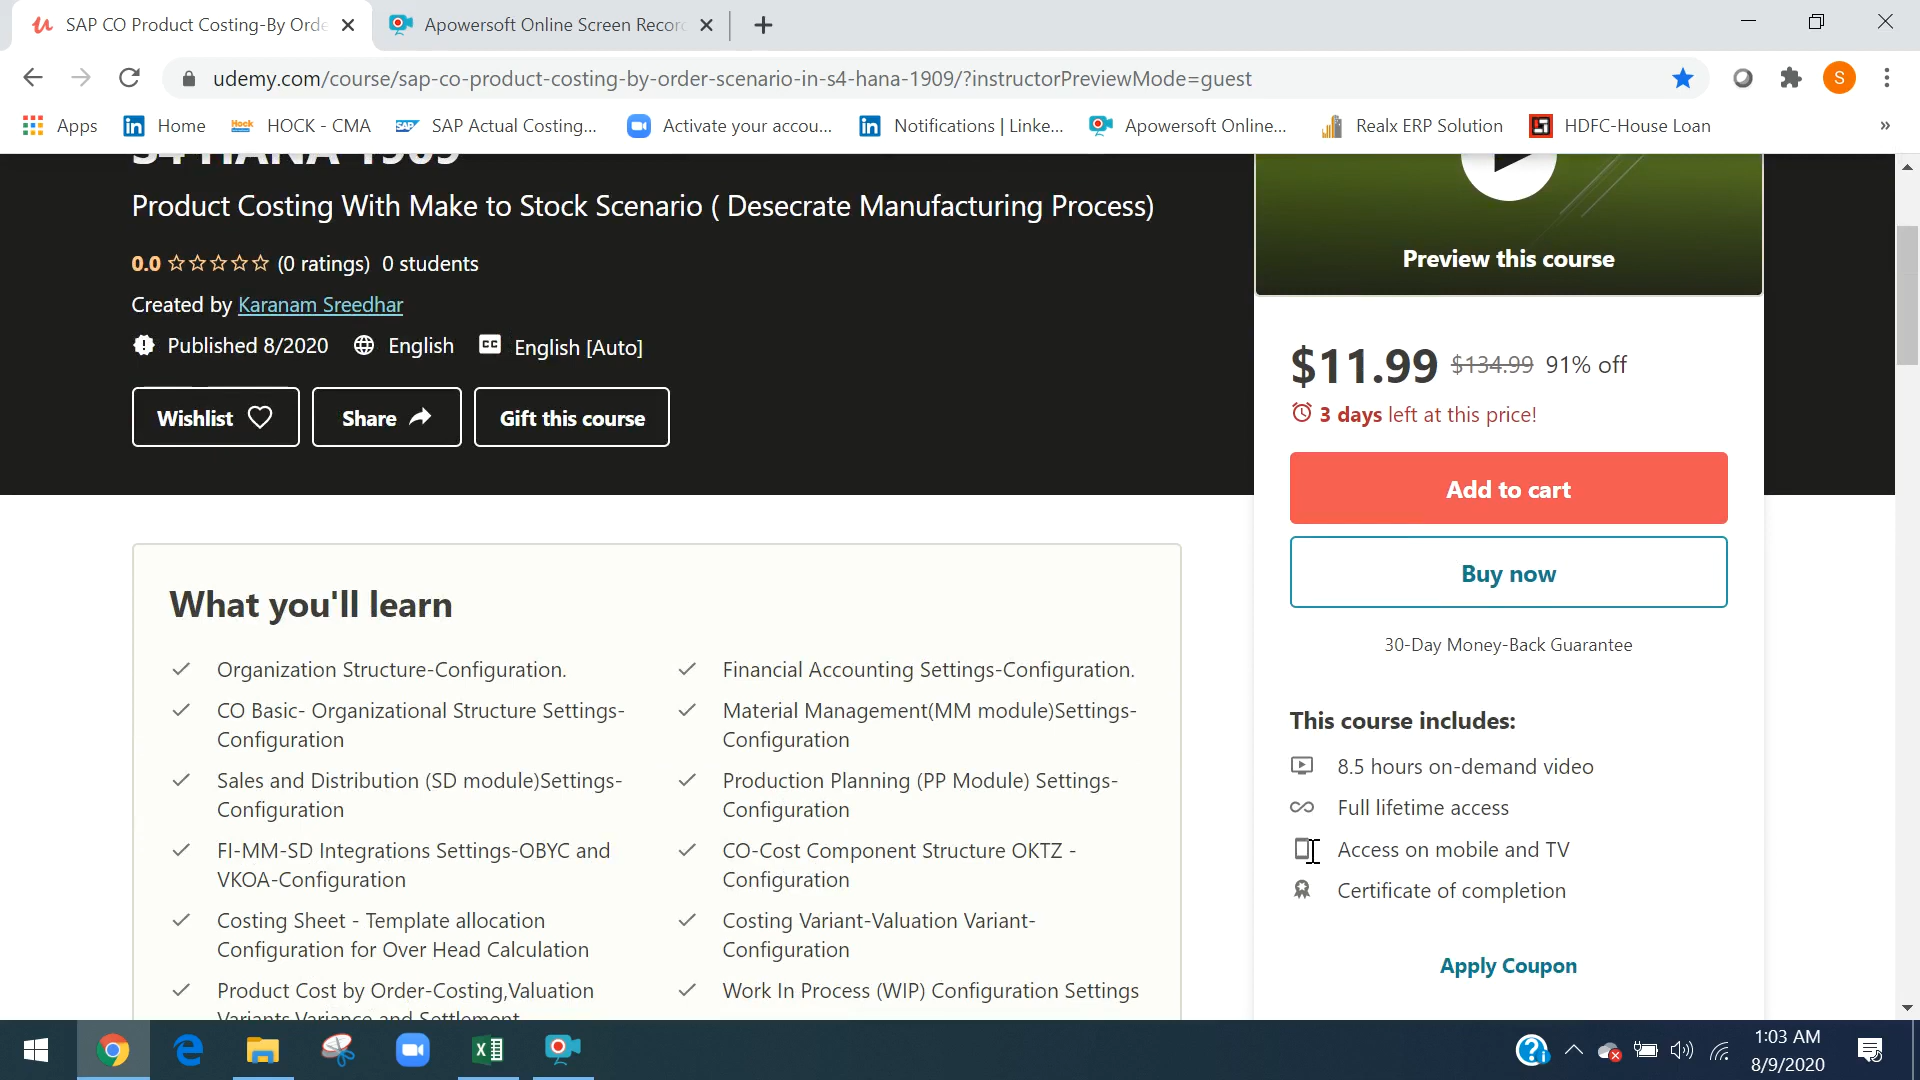 SAP CO Product Costing-By Orde
Apowersoft Online Screen Recor
udemy.com/course/sap-co-product-costing-by-order-scenario-in-s4-hana-1909/?instructorPreviewMode=guest
S
Apps
Home
Hock
HOCK - CMA
SAP
SAP Actual Costing...
Activate your accou...
Notifications | Linke...
Apowersoft Online...
Realx ERP Solution
HDFC-House Loan
»
S4 HANA 1909
Product Costing With Make to Stock Scenario ( Desecrate Manufacturing Process)
0.0 (0 ratings) 0 students
Created by Karanam Sreedhar
Published 8/2020 English CC English [Auto]
Wishlist
Share
Gift this course
Preview this course
$11.99 $134.99 91% off
3 days left at this price!
Add to cart
Buy now
30-Day Money-Back Guarantee
This course includes:
8.5 hours on-demand video
Full lifetime access
Access on mobile and TV
Certificate of completion
Apply Coupon
What you'll learn
Organization Structure-Configuration.
Financial Accounting Settings-Configuration.
CO Basic- Organizational Structure Settings-
Configuration
Material Management(MM module)Settings-
Configuration
Sales and Distribution (SD module)Settings-
Configuration
Production Planning (PP Module) Settings-
Configuration
FI-MM-SD Integrations Settings-OBYC and
VKOA-Configuration
CO-Cost Component Structure OKTZ -
Configuration
Costing Sheet - Template allocation
Configuration for Over Head Calculation
Costing Variant-Valuation Variant-
Configuration
Product Cost by Order-Costing,Valuation
Variants,Variance and Settlement
Work In Process (WIP) Configuration Settings
1:03 AM
8/9/2020